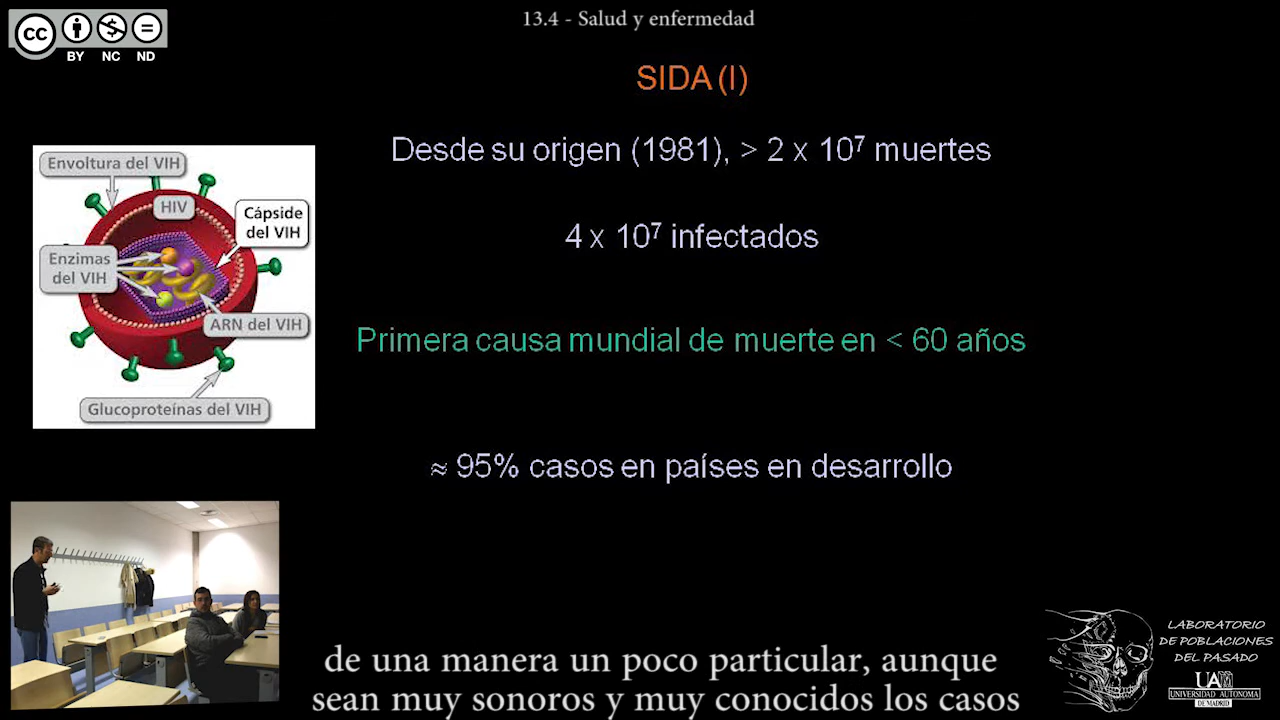 13.4 - Salud y enfermedad
cc
BY NC ND
SIDA (I)
Desde su origen (1981), > 2 x 10⁷ muertes
4 x 10⁷ infectados
Primera causa mundial de muerte en < 60 años
≈ 95% casos en países en desarrollo
Envoltura del VIH
HIV
Cápside
del VIH
Enzimas
del VIH
ARN del VIH
Glucoproteínas del VIH
de una manera un poco particular, aunque
sean muy sonoros y muy conocidos los casos
LABORATORIO
DE POBLACIONES
DEL PASADO
UAM
UNIVERSIDAD AUTONOMA
DE MADRID